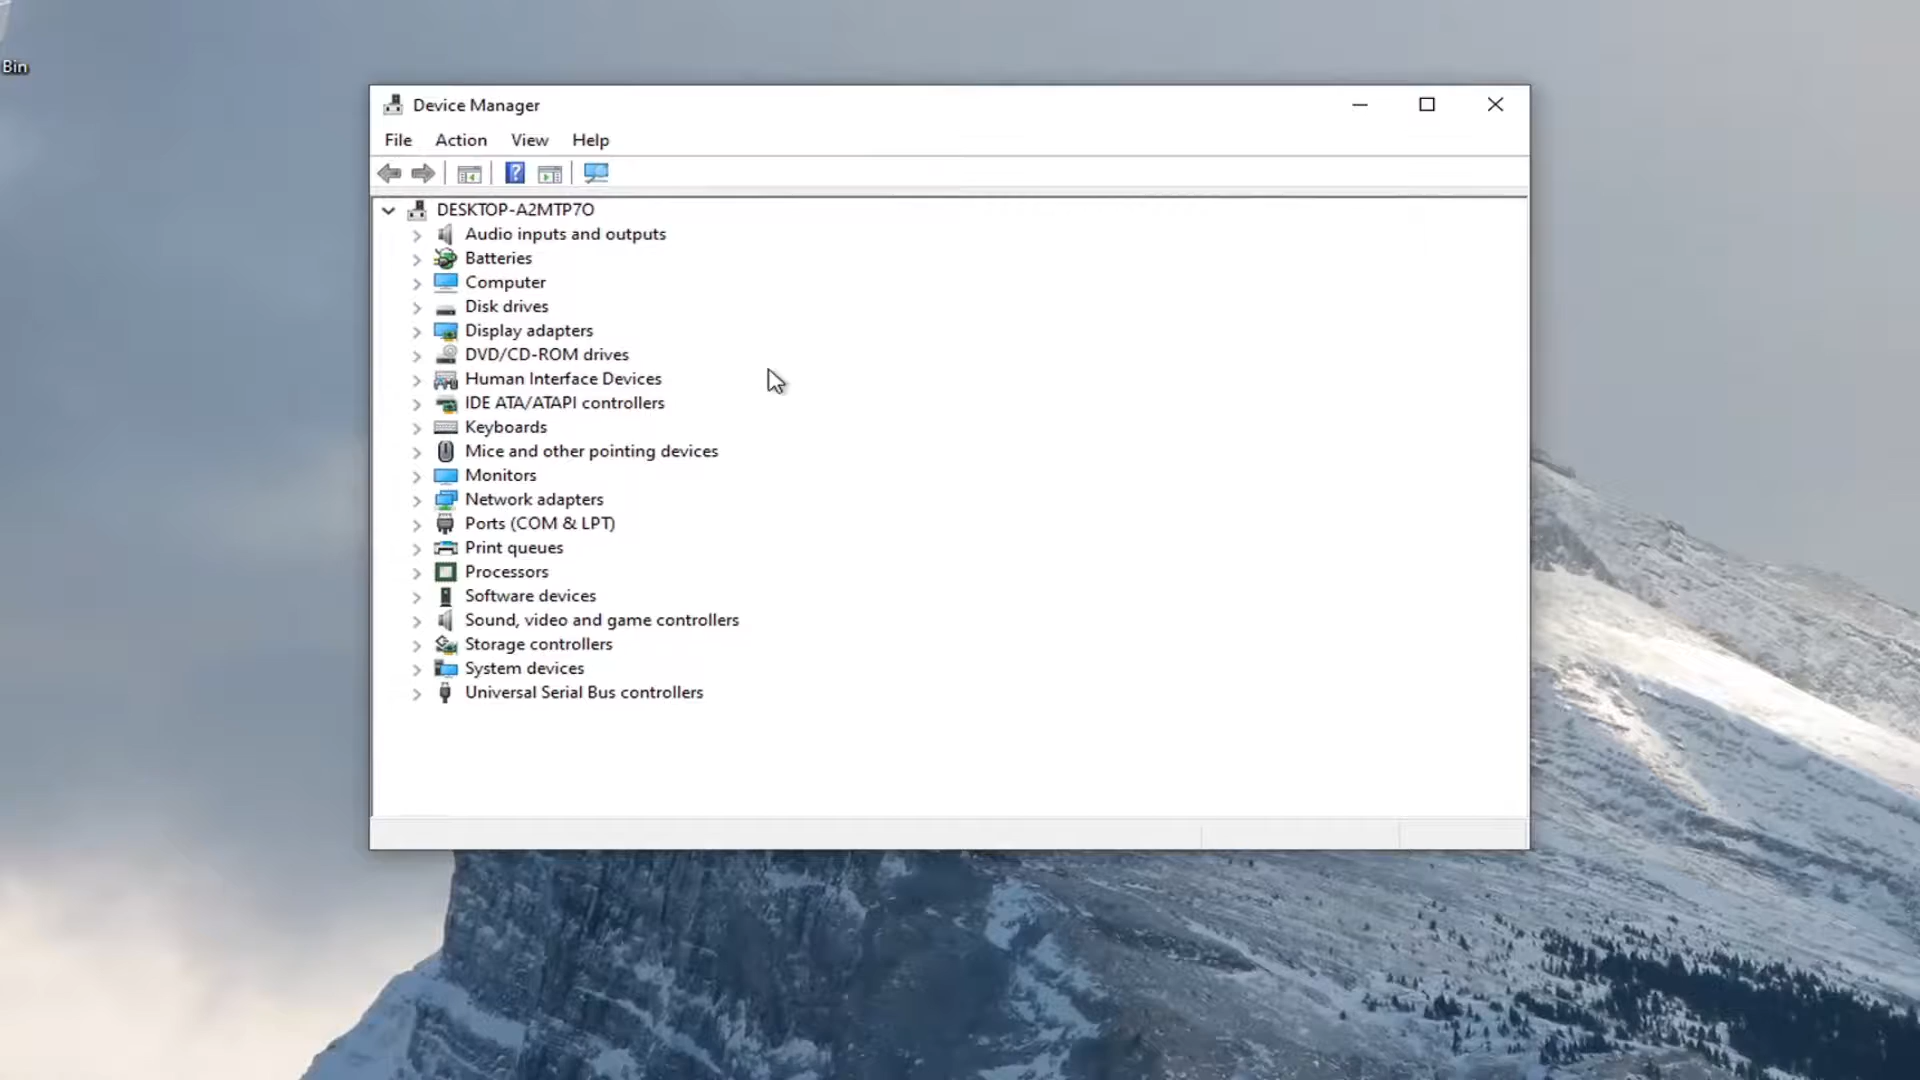 Bin
Device Manager
File Action View Help
DESKTOP-A2MTP7O
Audio inputs and outputs
Batteries
Computer
Disk drives
Display adapters
DVD/CD-ROM drives
Human Interface Devices
IDE ATA/ATAPI controllers
Keyboards
Mice and other pointing devices
Monitors
Network adapters
Ports (COM & LPT)
Print queues
Processors
Software devices
Sound, video and game controllers
Storage controllers
System devices
Universal Serial Bus controllers